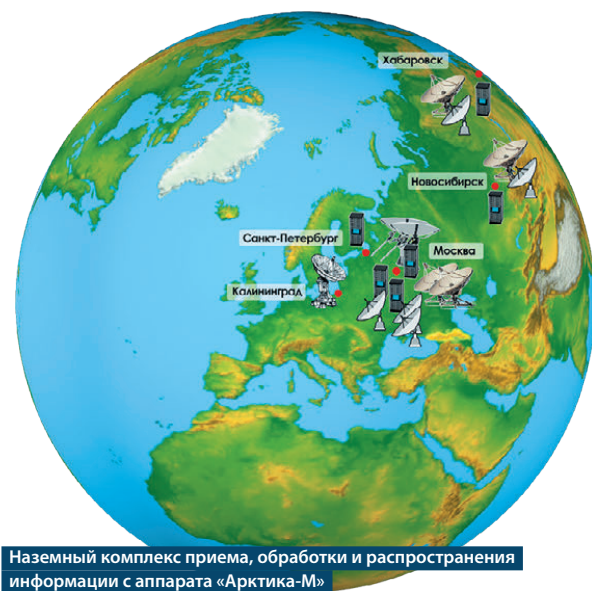 Хабаровск
Новосибирск
Санкт-Петербург
Москва
Калининград
Наземный комплекс приема, обработки и распространения
информации с аппарата «Арктика-М»